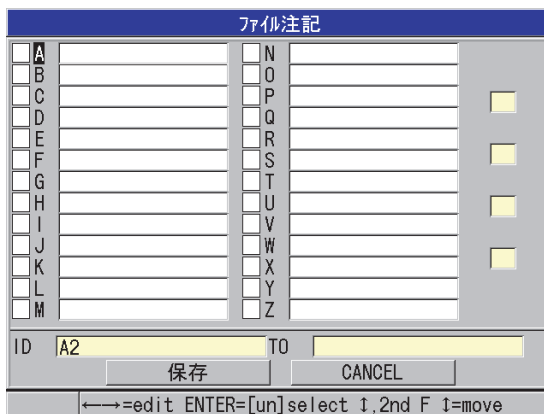 ファイル注記
A
B
C
D
E
F
G
H
I
J
K
L
M
N
O
P
Q
R
S
T
U
V
W
X
Y
Z
ID A2 TO
保存 CANCEL
←→=edit ENTER=[un]select ↕,2nd F ↕=move